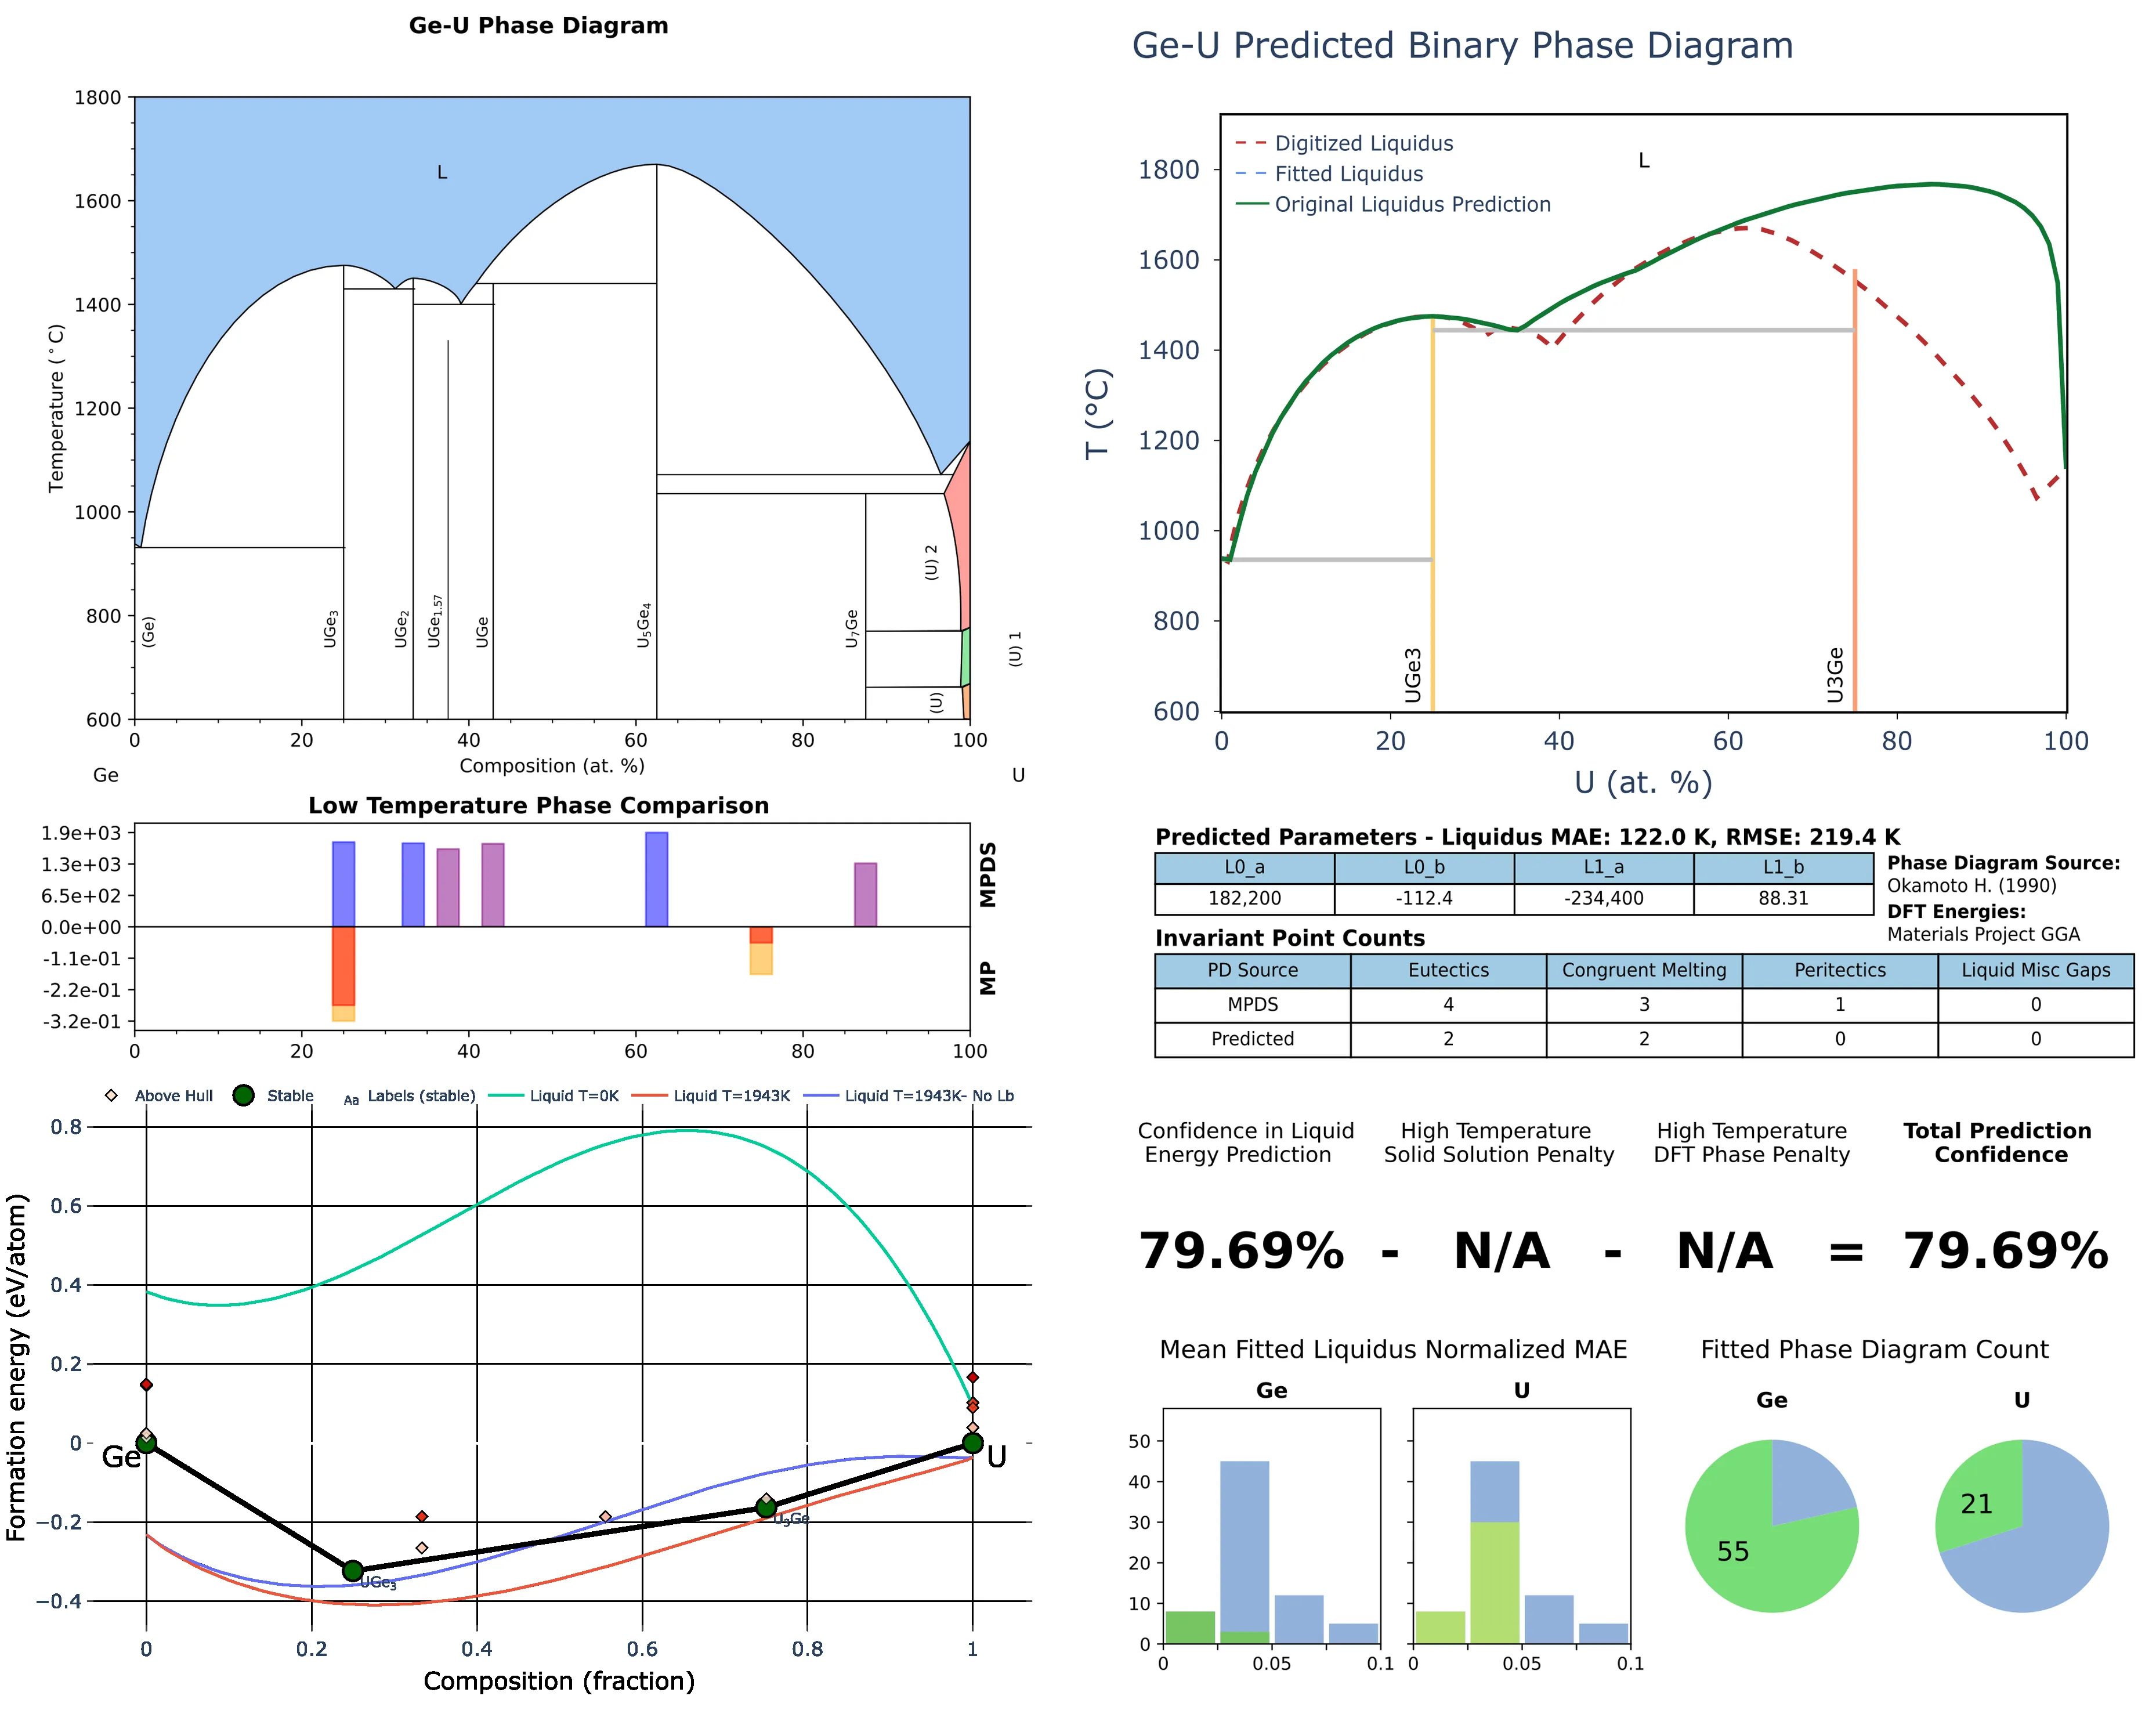 Ge-U Phase Diagram
1800
1600
1400
1200
1000
800
600
Temperature (°C)
L
(Ge)
UGe3
UGe2
UGe1.57
UGe
U5Ge4
U7Ge
(U) 2
(U)
(U) 1
0 20 40 60 80 100
Composition (at. %)
Ge U
Low Temperature Phase Comparison
1.9e+03
1.3e+03
6.5e+02
0.0e+00
-1.1e-01
-2.2e-01
-3.2e-01
MPDS
MP
0 20 40 60 80 100
Above Hull Stable Aa Labels (stable) Liquid T=0K Liquid T=1943K Liquid T=1943K- No Lb
0.8
0.6
0.4
0.2
0
−0.2
−0.4
Formation energy (eV/atom)
Ge
U
UGe3
U3Ge
0 0.2 0.4 0.6 0.8 1
Composition (fraction)
Ge-U Predicted Binary Phase Diagram
Digitized Liquidus
Fitted Liquidus
Original Liquidus Prediction
L
1800
1600
1400
1200
1000
800
600
T (°C)
UGe3
U3Ge
0 20 40 60 80 100
U (at. %)
Predicted Parameters - Liquidus MAE: 122.0 K, RMSE: 219.4 K
L0_a L0_b L1_a L1_b
182,200 -112.4 -234,400 88.31
Phase Diagram Source:
Okamoto H. (1990)
DFT Energies:
Materials Project GGA
Invariant Point Counts
PD Source Eutectics Congruent Melting Peritectics Liquid Misc Gaps
MPDS 4 3 1 0
Predicted 2 2 0 0
Confidence in Liquid
Energy Prediction
High Temperature
Solid Solution Penalty
High Temperature
DFT Phase Penalty
Total Prediction
Confidence
79.69% - N/A - N/A = 79.69%
Mean Fitted Liquidus Normalized MAE
Ge
U
50
40
30
20
10
0
0 0.05 0.1
0 0.05 0.1
Fitted Phase Diagram Count
Ge
U
55
21